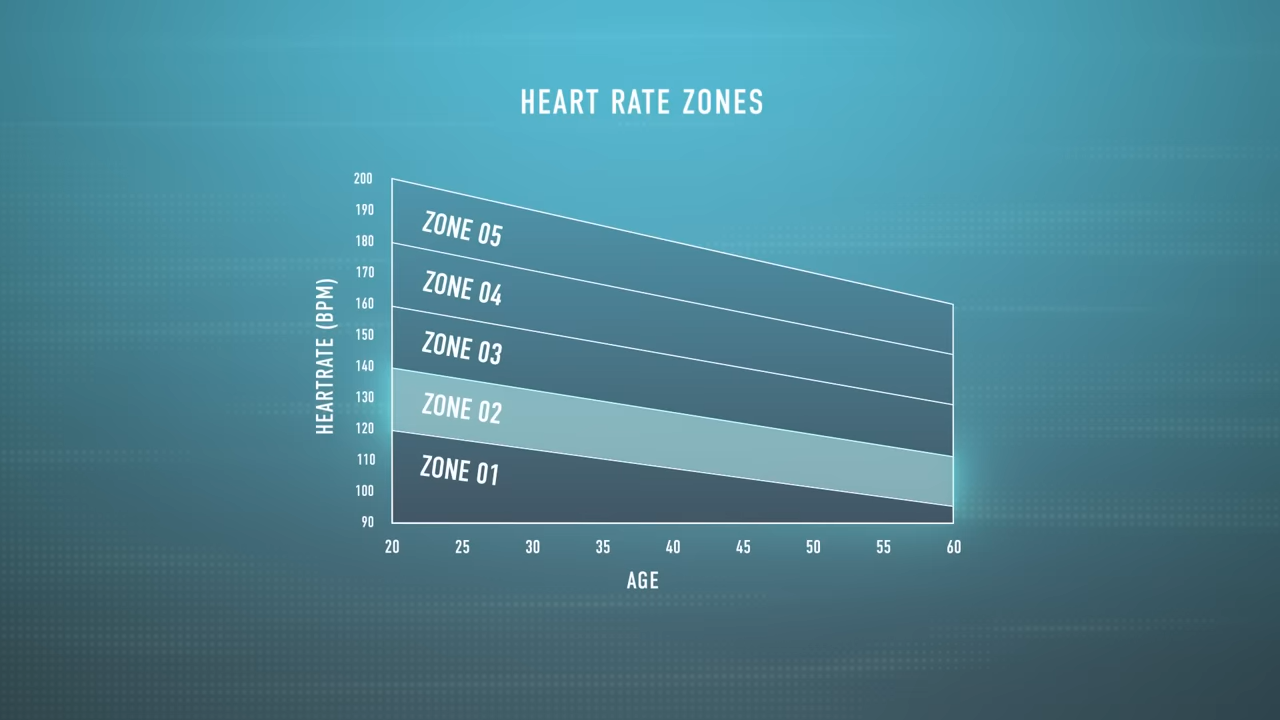 HEART RATE ZONES
200
190
180
170
160
150
140
130
120
110
100
90
HEARTRATE (BPM)
ZONE 05
ZONE 04
ZONE 03
ZONE 02
ZONE 01
20 25 30 35 40 45 50 55 60
AGE